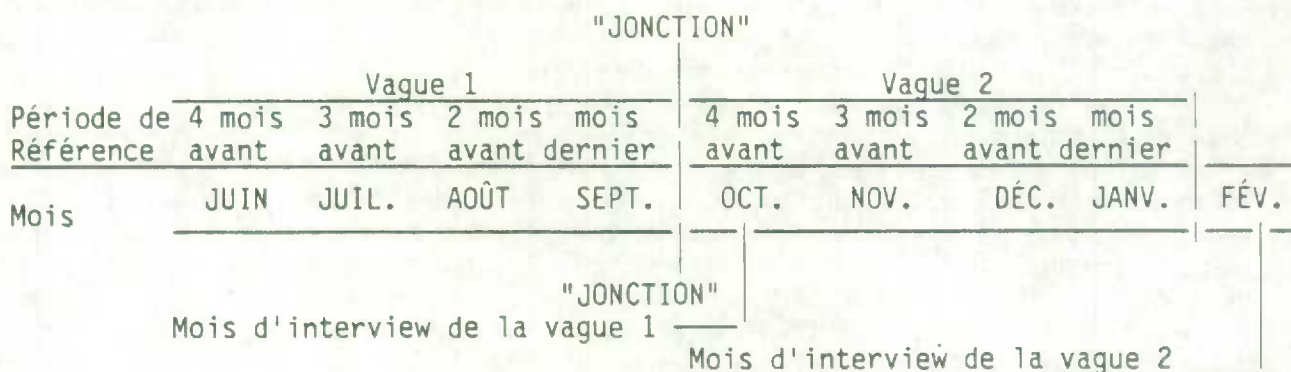 "JONCTION"
Vague 1 Vague 2
Période de 4 mois 3 mois 2 mois mois 4 mois 3 mois 2 mois mois
Référence avant avant avant dernier avant avant avant dernier
Mois JUIN JUIL. AOÛT SEPT. OCT. NOV. DÉC. JANV. FÉV.
"JONCTION"
Mois d'interview de la vague 1
Mois d'interview de la vague 2